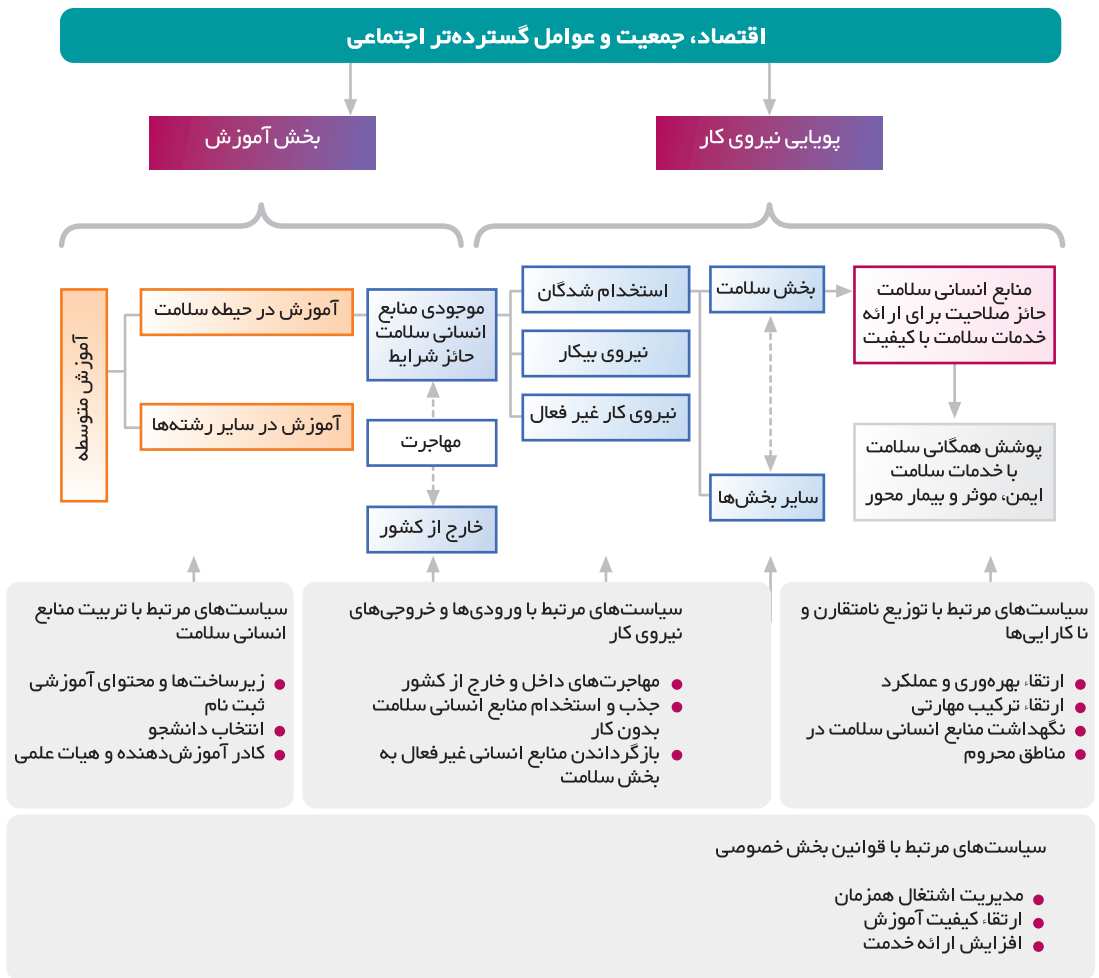 اقتصاد، جمعیت و عوامل گسترده‌تر اجتماعی
پویایی نیروی کار
بخش آموزش
منابع انسانی سلامت
حائز صلاحیت برای ارائه
خدمات سلامت با کیفیت
پوشش همگانی سلامت
با خدمات سلامت
ایمن، موثر و بیمار محور
بخش سلامت
سایر بخش‌ها
استخدام شدگان
نیروی بیکار
نیروی کار غیر فعال
موجودی منابع
انسانی سلامت
حائز شرایط
مهاجرت
خارج از کشور
آموزش در حیطه سلامت
آموزش در سایر رشته‌ها
آموزش متوسطه
سیاست‌های مرتبط با توزیع نامتقارن و
نا کارایی‌ها
● ارتقاء بهره‌وری و عملکرد
● ارتقاء ترکیب مهارتی
● نگهداشت منابع انسانی سلامت در
● مناطق محروم
سیاست‌های مرتبط با ورودی‌ها و خروجی‌های
نیروی کار
● مهاجرت‌های داخل و خارج از کشور
● جذب و استخدام منابع انسانی سلامت
بدون کار
● بازگرداندن منابع انسانی غیرفعال به
بخش سلامت
سیاست‌های مرتبط با تربیت منابع
انسانی سلامت
● زیرساخت‌ها و محتوای آموزشی
ثبت نام
● انتخاب دانشجو
● کادر آموزش‌دهنده و هیات علمی
سیاست‌های مرتبط با قوانین بخش خصوصی
● مدیریت اشتغال همزمان
● ارتقاء کیفیت آموزش
● افزایش ارائه خدمت